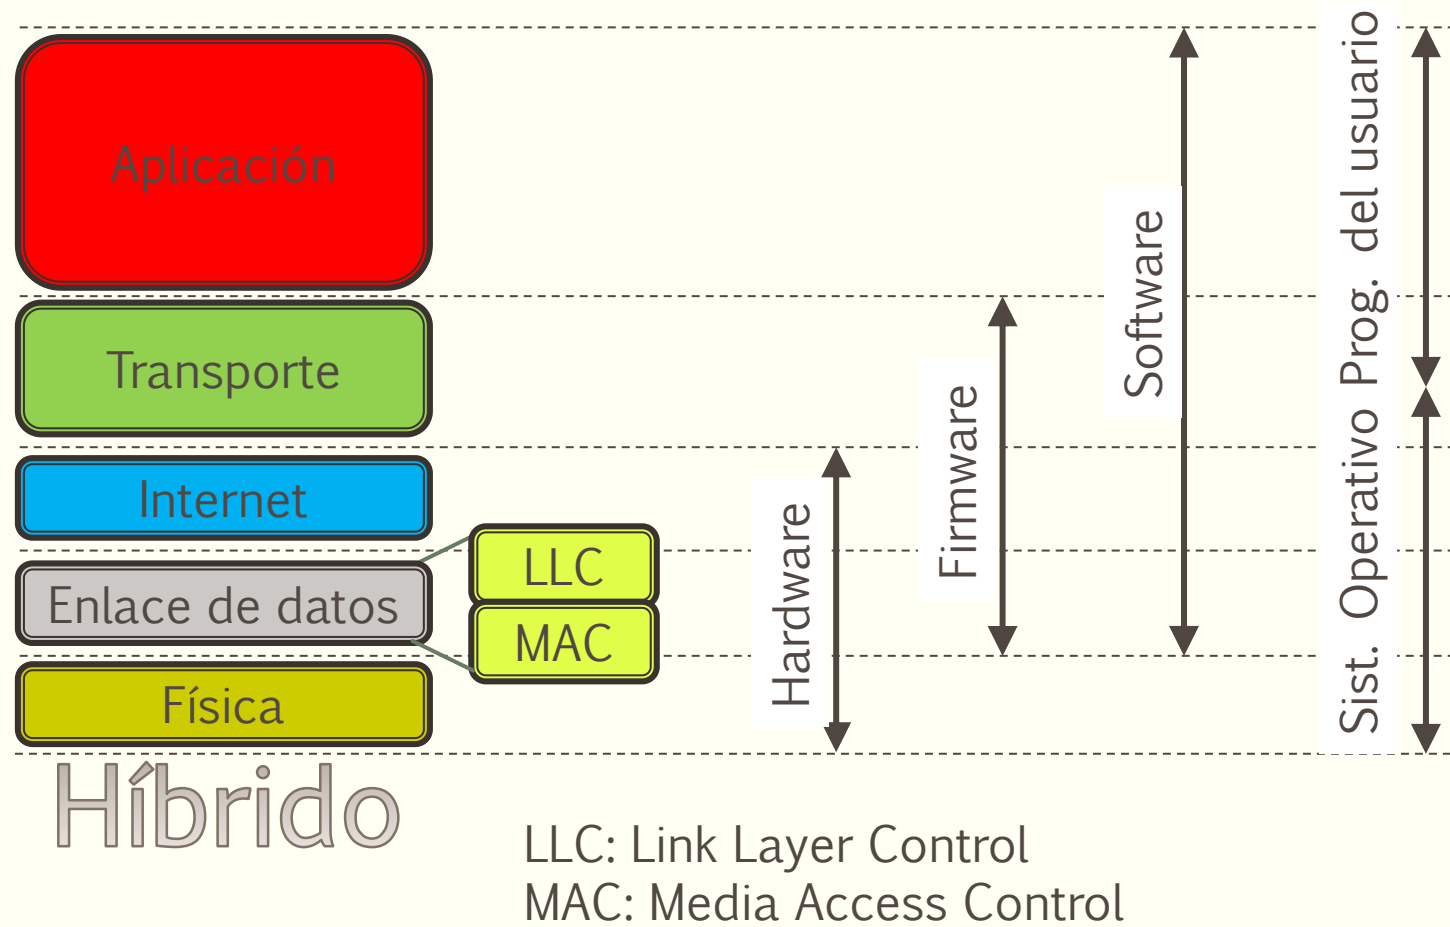 Aplicación
Transporte
Internet
Enlace de datos
Física
LLC
MAC
Hardware
Firmware
Software
Sist. Operativo
Prog. del usuario
Híbrido
LLC: Link Layer Control
MAC: Media Access Control